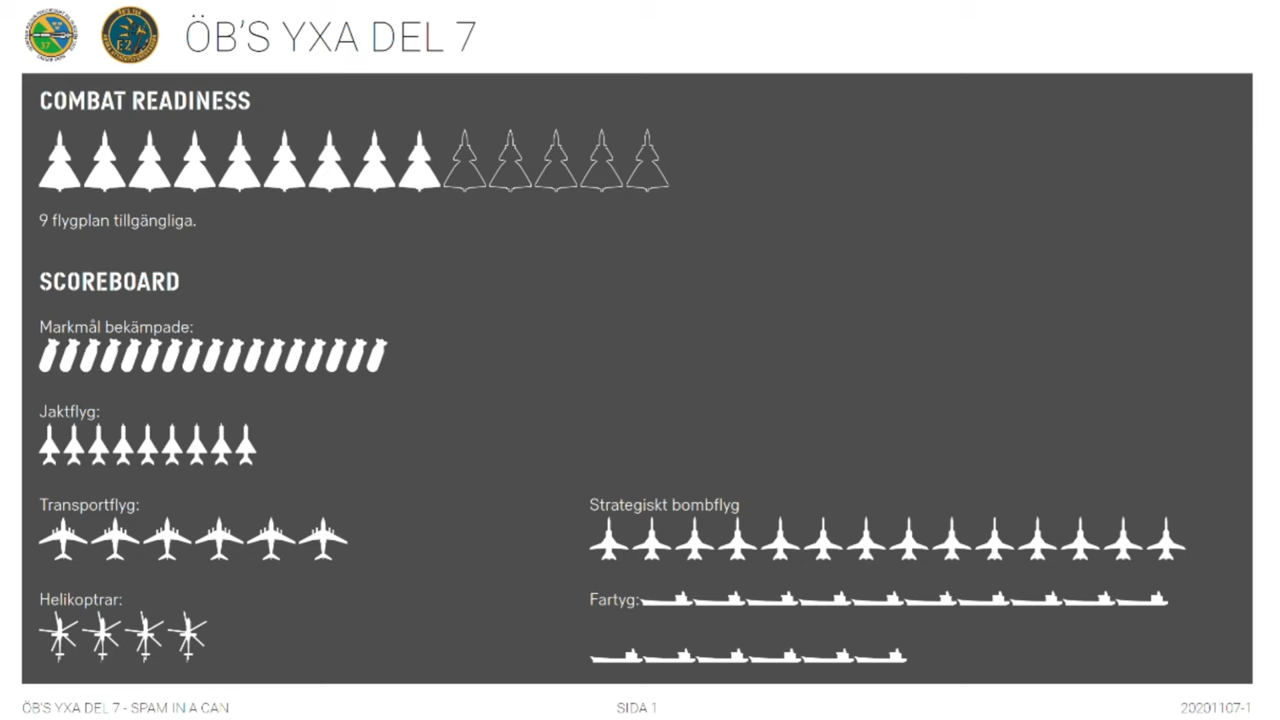 ÖB'S YXA DEL 7
COMBAT READINESS
9 flygplan tillgängliga.
SCOREBOARD
Markmål bekämpade:
Jaktflyg:
Transportflyg:
Strategiskt bombflyg
Helikoptrar:
Fartyg:
ÖB'S YXA DEL 7 - SPAM IN A CAN
SIDA 1
20201107-1